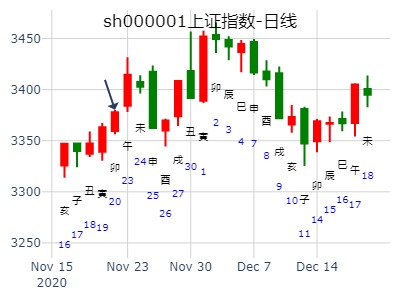 sh000001上证指数-日线
3450
3400
3350
3300
3250
亥
16
子
17
丑
18
寅
19
卯
20
午
23
24
申
25
酉
26
戌
27
丑
30
寅
1
卯
2
辰
3
巳
4
申
7
酉
8
戌
9
亥
10
子
11
卯
14
辰
15
巳
16
午
17
未
18
Nov 15
2020
Nov 23
Nov 30
Dec 7
Dec 14